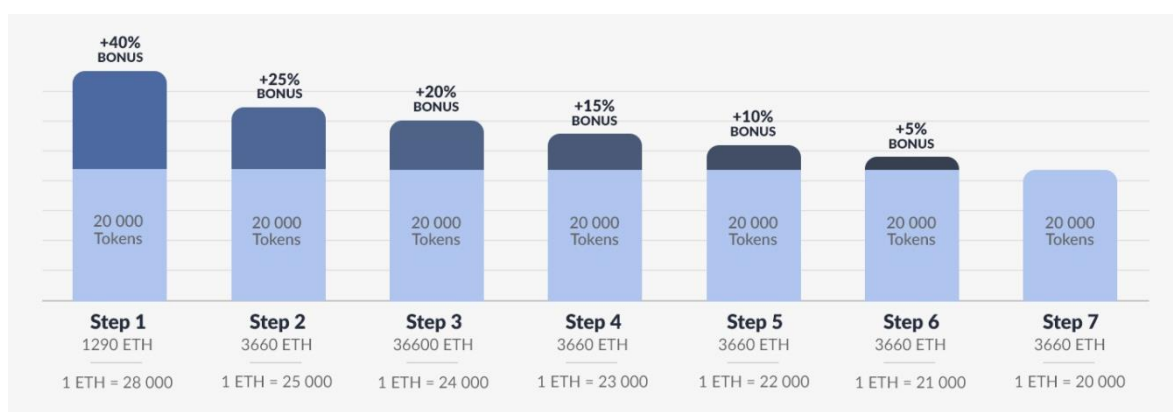 +40%
BONUS
+25%
BONUS
+20%
BONUS
+15%
BONUS
+10%
BONUS
+5%
BONUS
20 000
Tokens
20 000
Tokens
20 000
Tokens
20 000
Tokens
20 000
Tokens
20 000
Tokens
20 000
Tokens
Step 1
1290 ETH
1 ETH = 28 000
Step 2
3660 ETH
1 ETH = 25 000
Step 3
36600 ETH
1 ETH = 24 000
Step 4
3660 ETH
1 ETH = 23 000
Step 5
3660 ETH
1 ETH = 22 000
Step 6
3660 ETH
1 ETH = 21 000
Step 7
3660 ETH
1 ETH = 20 000